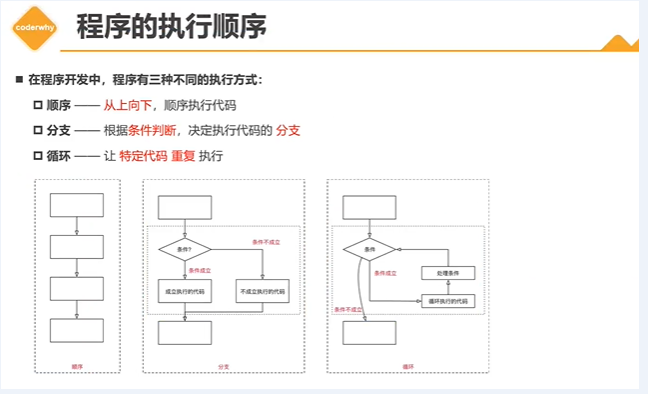 coderwhy
程序的执行顺序
在程序开发中，程序有三种不同的执行方式：
顺序 —— 从上向下，顺序执行代码
分支 —— 根据条件判断，决定执行代码的 分支
循环 —— 让 特定代码 重复 执行
条件?
条件不成立
条件成立
成立执行的代码
不成立执行的代码
条件
条件成立
处理条件
循环执行的代码
条件不成立
顺序
分支
循环